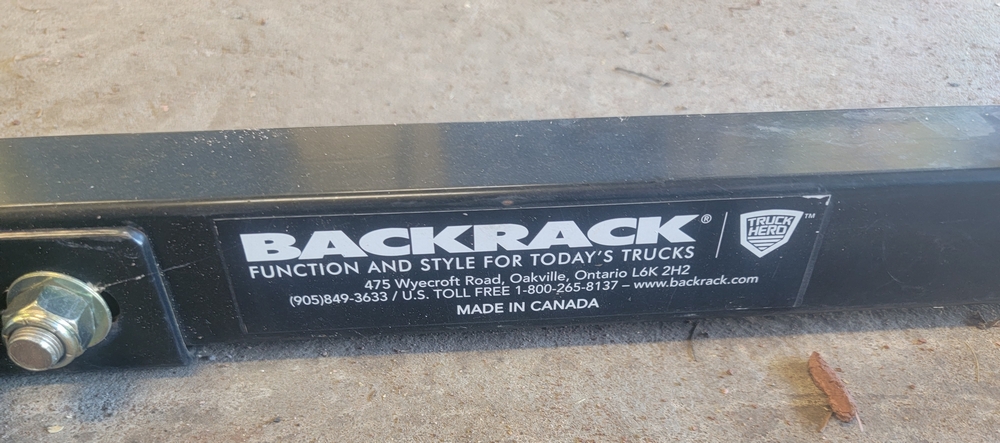 BACKRACK®
TRUCK HERO™
FUNCTION AND STYLE FOR TODAY'S TRUCKS
475 Wyecroft Road, Oakville, Ontario L6K 2H2
(905)849-3633 / U.S. TOLL FREE 1-800-265-8137 – www.backrack.com
MADE IN CANADA